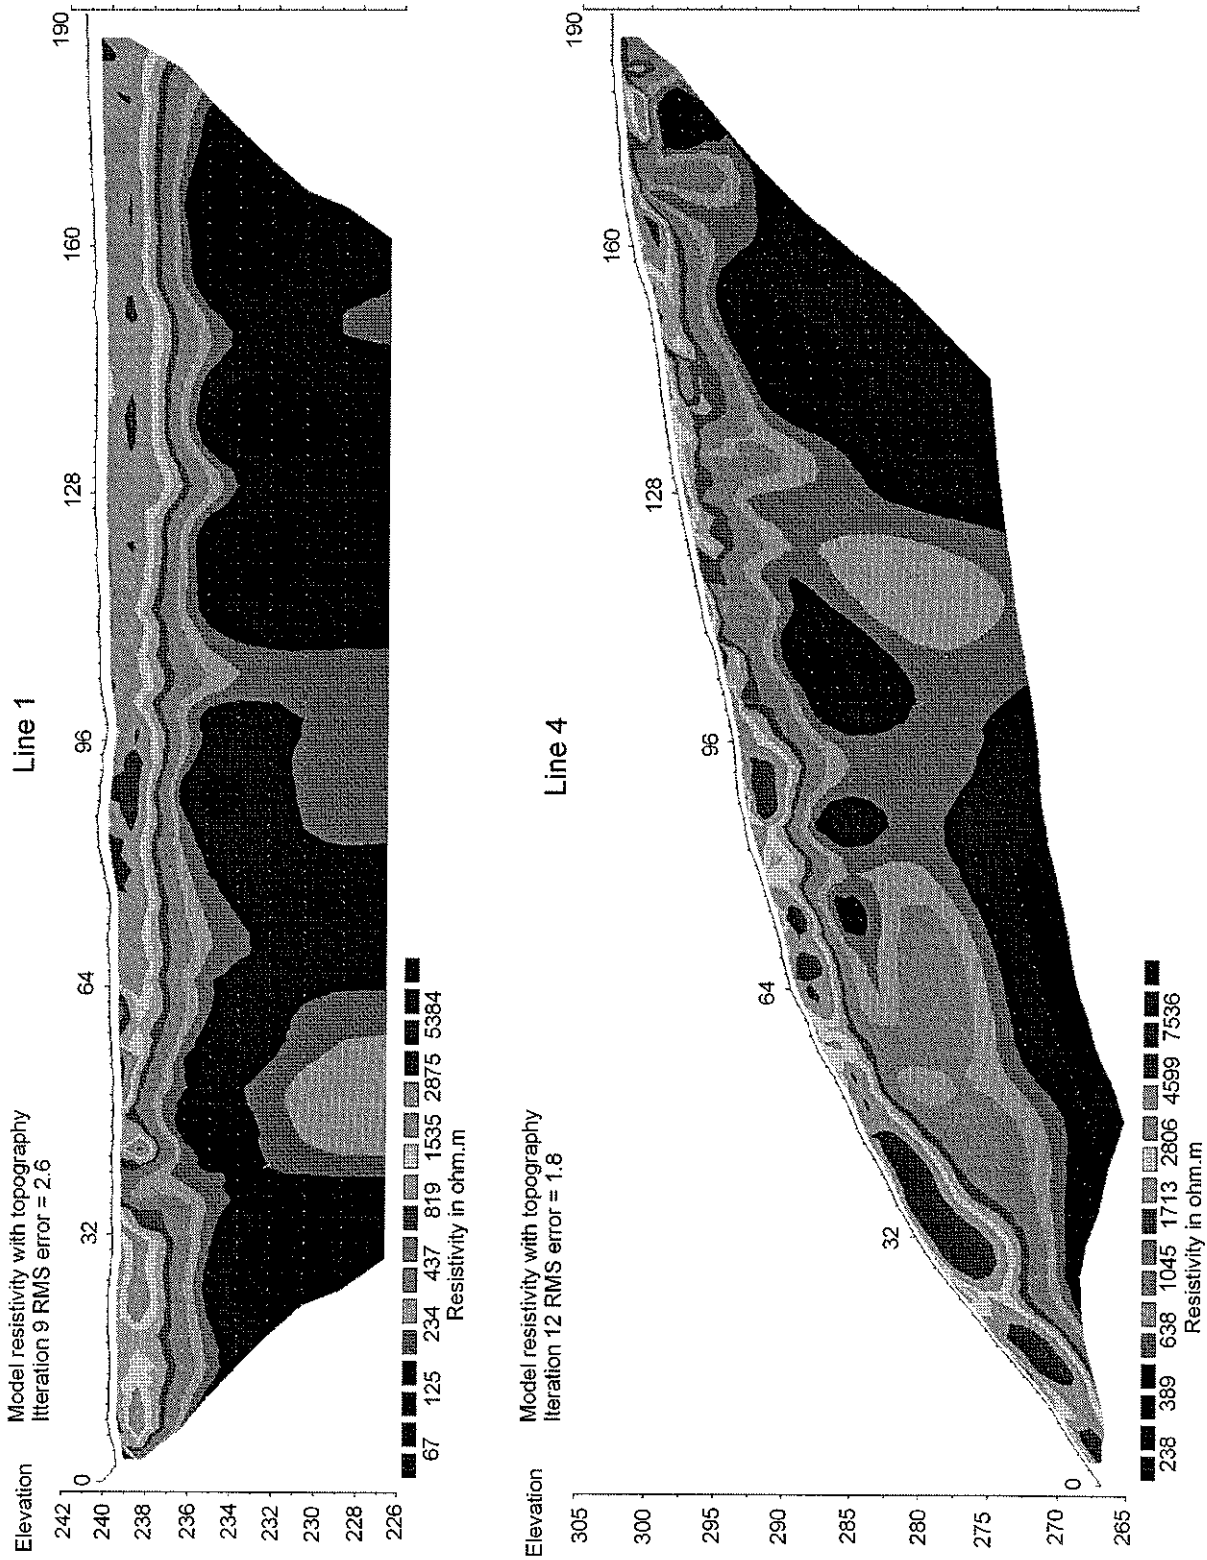 Line 1
Elevation
Model resistivity with topography
Itteration 9 RMS error = 2.6
0 32 64 96 128 160 190
242
240
238
236
234
232
230
228
226
67 125 234 437 819 1535 2875 5384
Resistivity in ohm.m
Line 4
Elevation
Model resistivity with topography
Iteration 12 RMS error = 1.8
0 32 64 96 128 160 190
305
300
295
290
285
280
275
270
265
238 389 638 1045 1713 2806 4599 7536
Resistivity in ohm.m